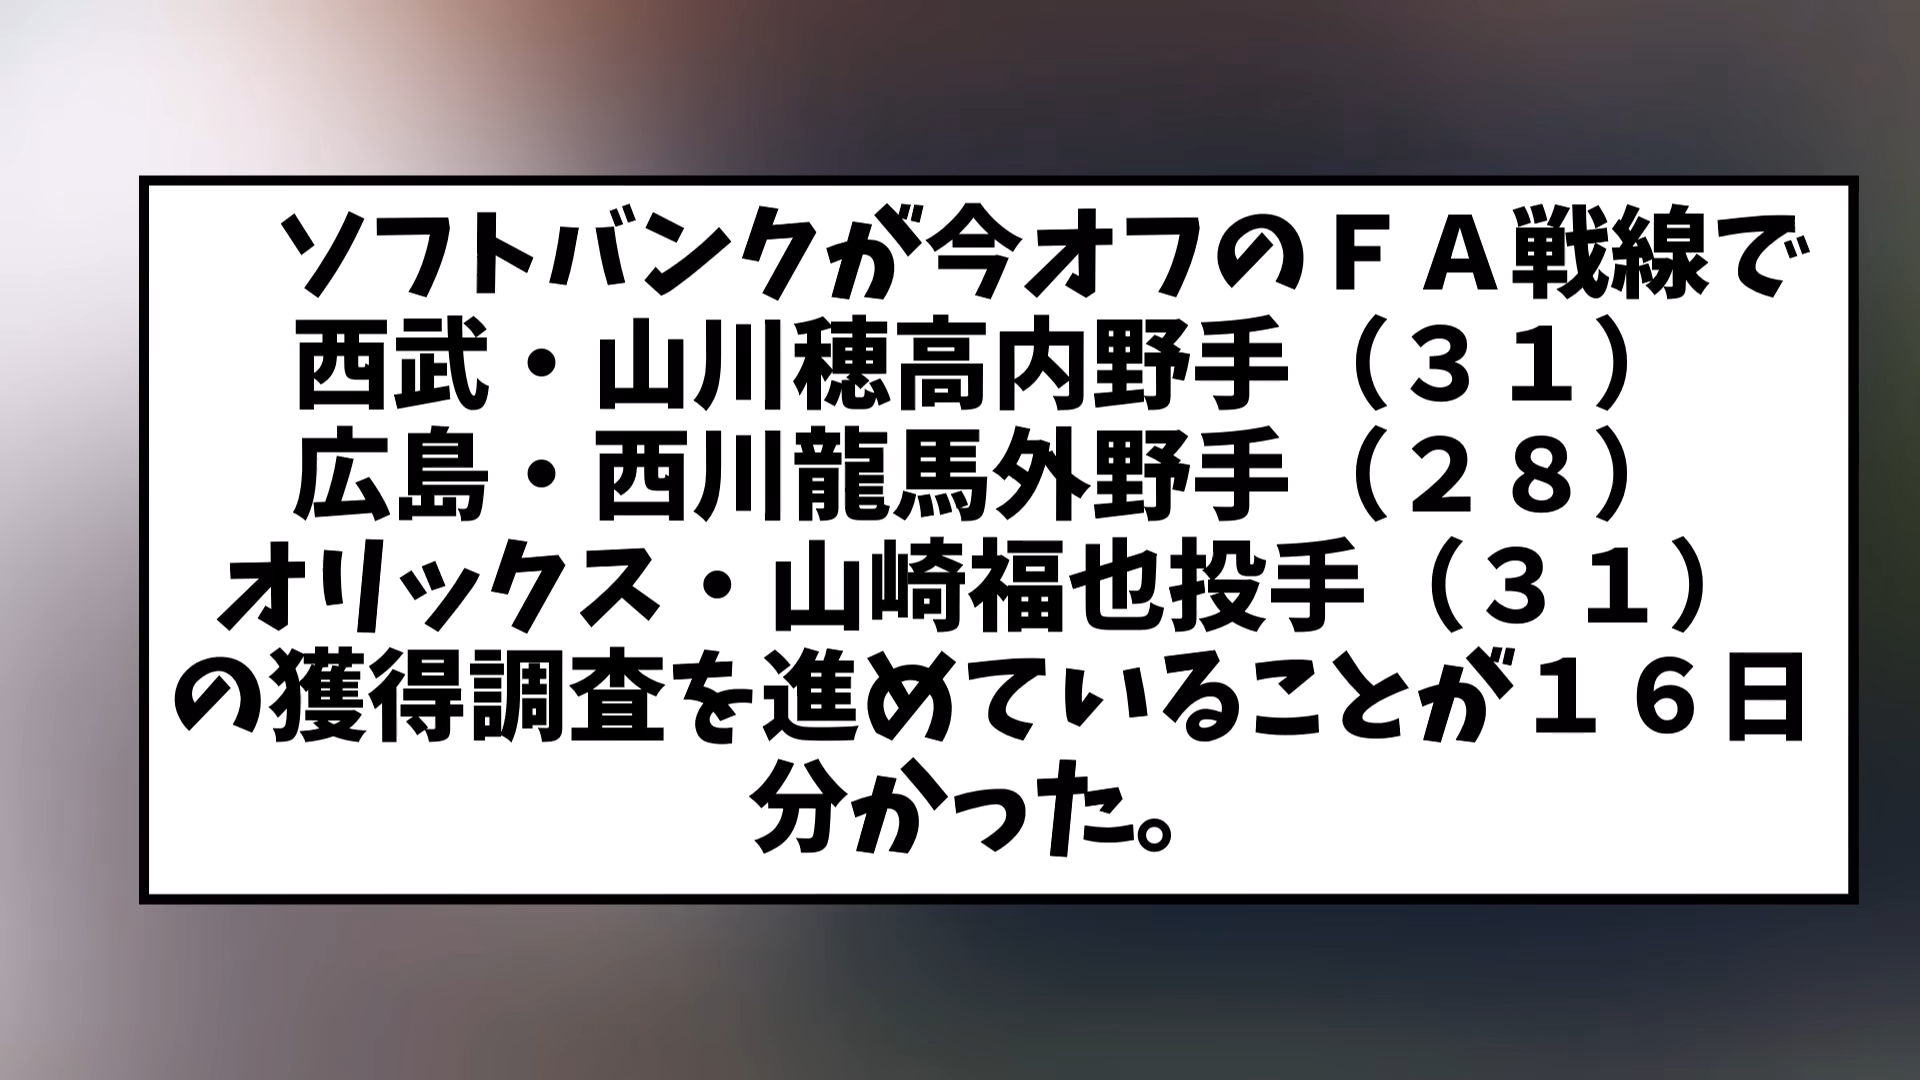 ソフトバンクが今オフのＦＡ戦線で
西武・山川穂高内野手（３１）
広島・西川龍馬外野手（２８）
オリックス・山崎福也投手（３１）
の獲得調査を進めていることが１６日
分かった。